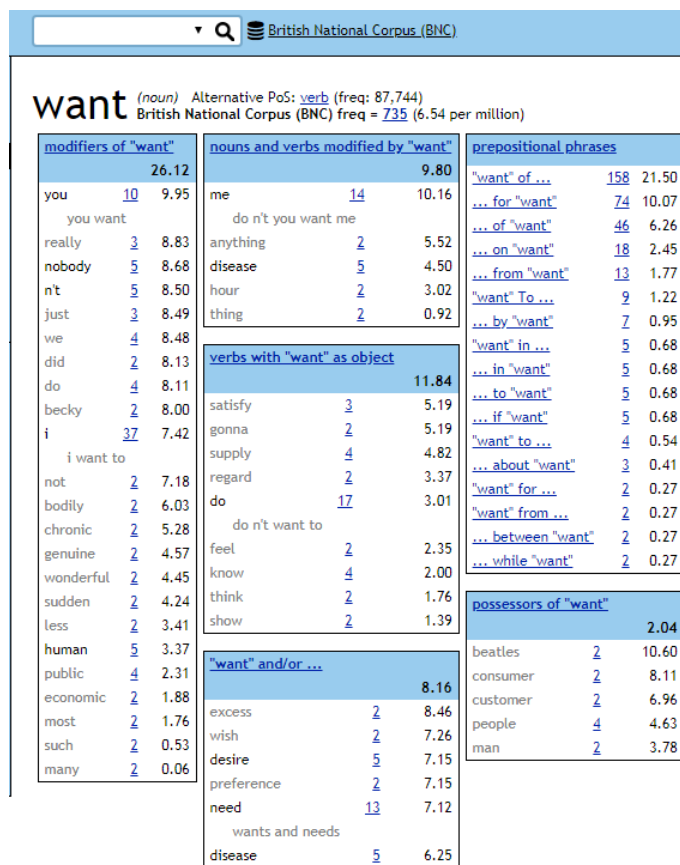 British National Corpus (BNC)
want (noun) Alternative PoS: verb (freq: 87,744)
British National Corpus (BNC) freq = 735 (6.54 per million)
modifiers of "want"
26.12
you 10 9.95
you want
really 3 8.83
nobody 5 8.68
n't 5 8.50
just 3 8.49
we 4 8.48
did 2 8.13
do 4 8.11
becky 2 8.00
i 37 7.42
i want to
not 2 7.18
bodily 2 6.03
chronic 2 5.28
genuine 2 4.57
wonderful 2 4.45
sudden 2 4.24
less 2 3.41
human 5 3.37
public 4 2.31
economic 2 1.88
most 2 1.76
such 2 0.53
many 2 0.06
nouns and verbs modified by "want"
9.80
me 14 10.16
do n't you want me
anything 2 5.52
disease 5 4.50
hour 2 3.02
thing 2 0.92
verbs with "want" as object
11.84
satisfy 3 5.19
gonna 2 5.19
supply 4 4.82
regard 2 3.37
do 17 3.01
do n't want to
feel 2 2.35
know 4 2.00
think 2 1.76
show 2 1.39
"want" and/or ...
8.16
excess 2 8.46
wish 2 7.26
desire 5 7.15
preference 2 7.15
need 13 7.12
wants and needs
disease 5 6.25
prepositional phrases
"want" of ... 158 21.50
... for "want" 74 10.07
... of "want" 46 6.26
... on "want" 18 2.45
... from "want" 13 1.77
"want" To ... 9 1.22
... by "want" 7 0.95
"want" in ... 5 0.68
... in "want" 5 0.68
... to "want" 5 0.68
... if "want" 5 0.68
"want" to ... 4 0.54
... about "want" 3 0.41
"want" for ... 2 0.27
"want" from ... 2 0.27
... between "want" 2 0.27
... while "want" 2 0.27
possessors of "want"
2.04
beatles 2 10.60
consumer 2 8.11
customer 2 6.96
people 4 4.63
man 2 3.78